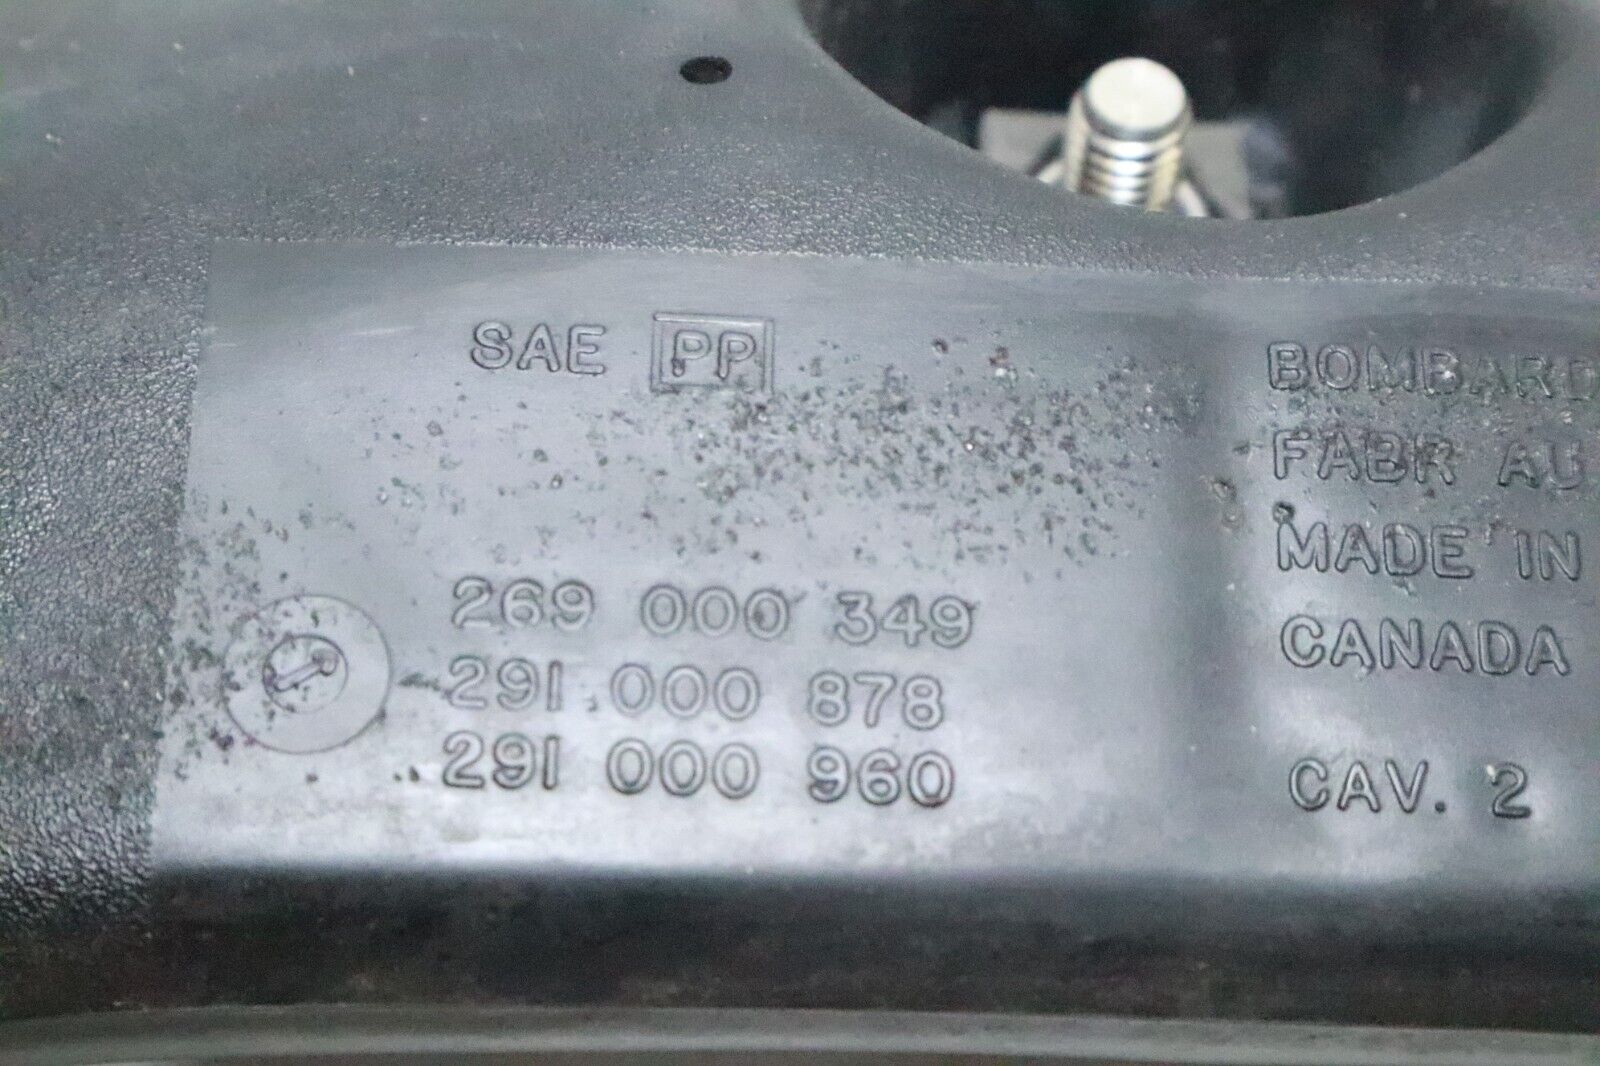 SAE PP
269 000 349
291 000 878
291 000 960
BOMBARD
FABR AU
MADE IN
CANADA
CAV. 2